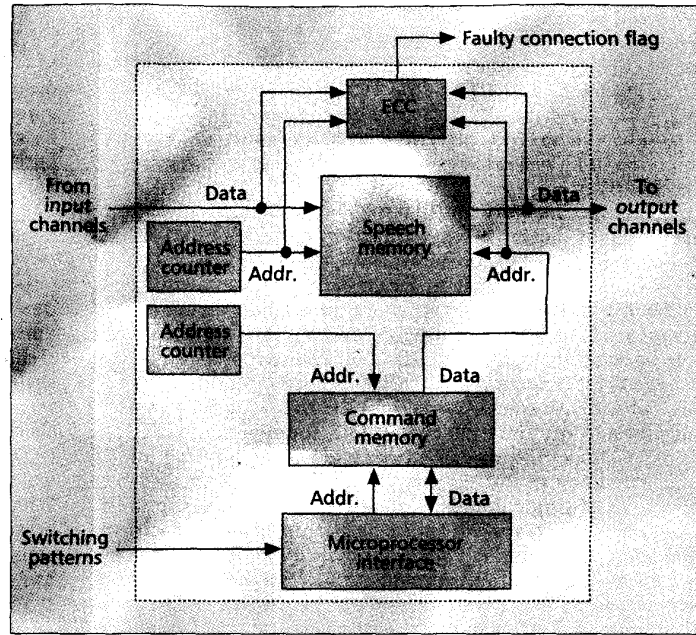 Faulty connection flag
ECC
From
input
channels
Data
Data
To
output
channels
Speech
memory
Address
counter
Addr.
Addr.
Address
counter
Addr.
Data
Command
memory
Addr.
Data
Switching
patterns
Microprocessor
interface